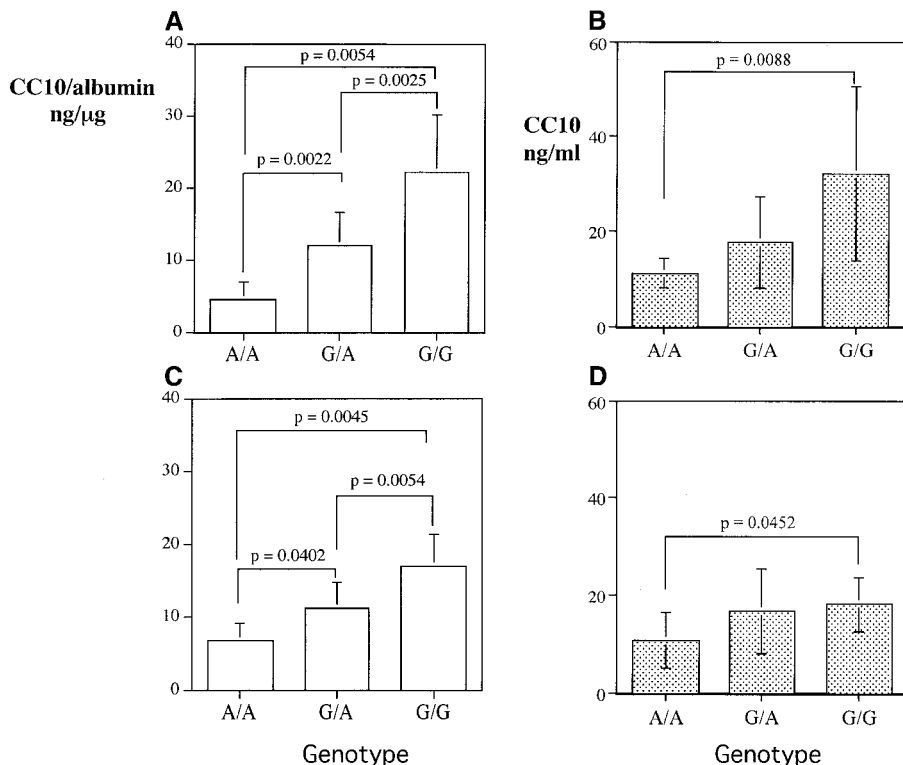 A
CC10/albumin
ng/μg
40
30
20
10
0
p = 0.0054
p = 0.0025
p = 0.0022
A/A G/A G/G
B
CC10
ng/ml
60
40
20
0
p = 0.0088
A/A G/A G/G
C
40
30
20
10
0
p = 0.0045
p = 0.0054
p = 0.0402
A/A G/A G/G
Genotype
D
60
40
20
0
p = 0.0452
A/A G/A G/G
Genotype